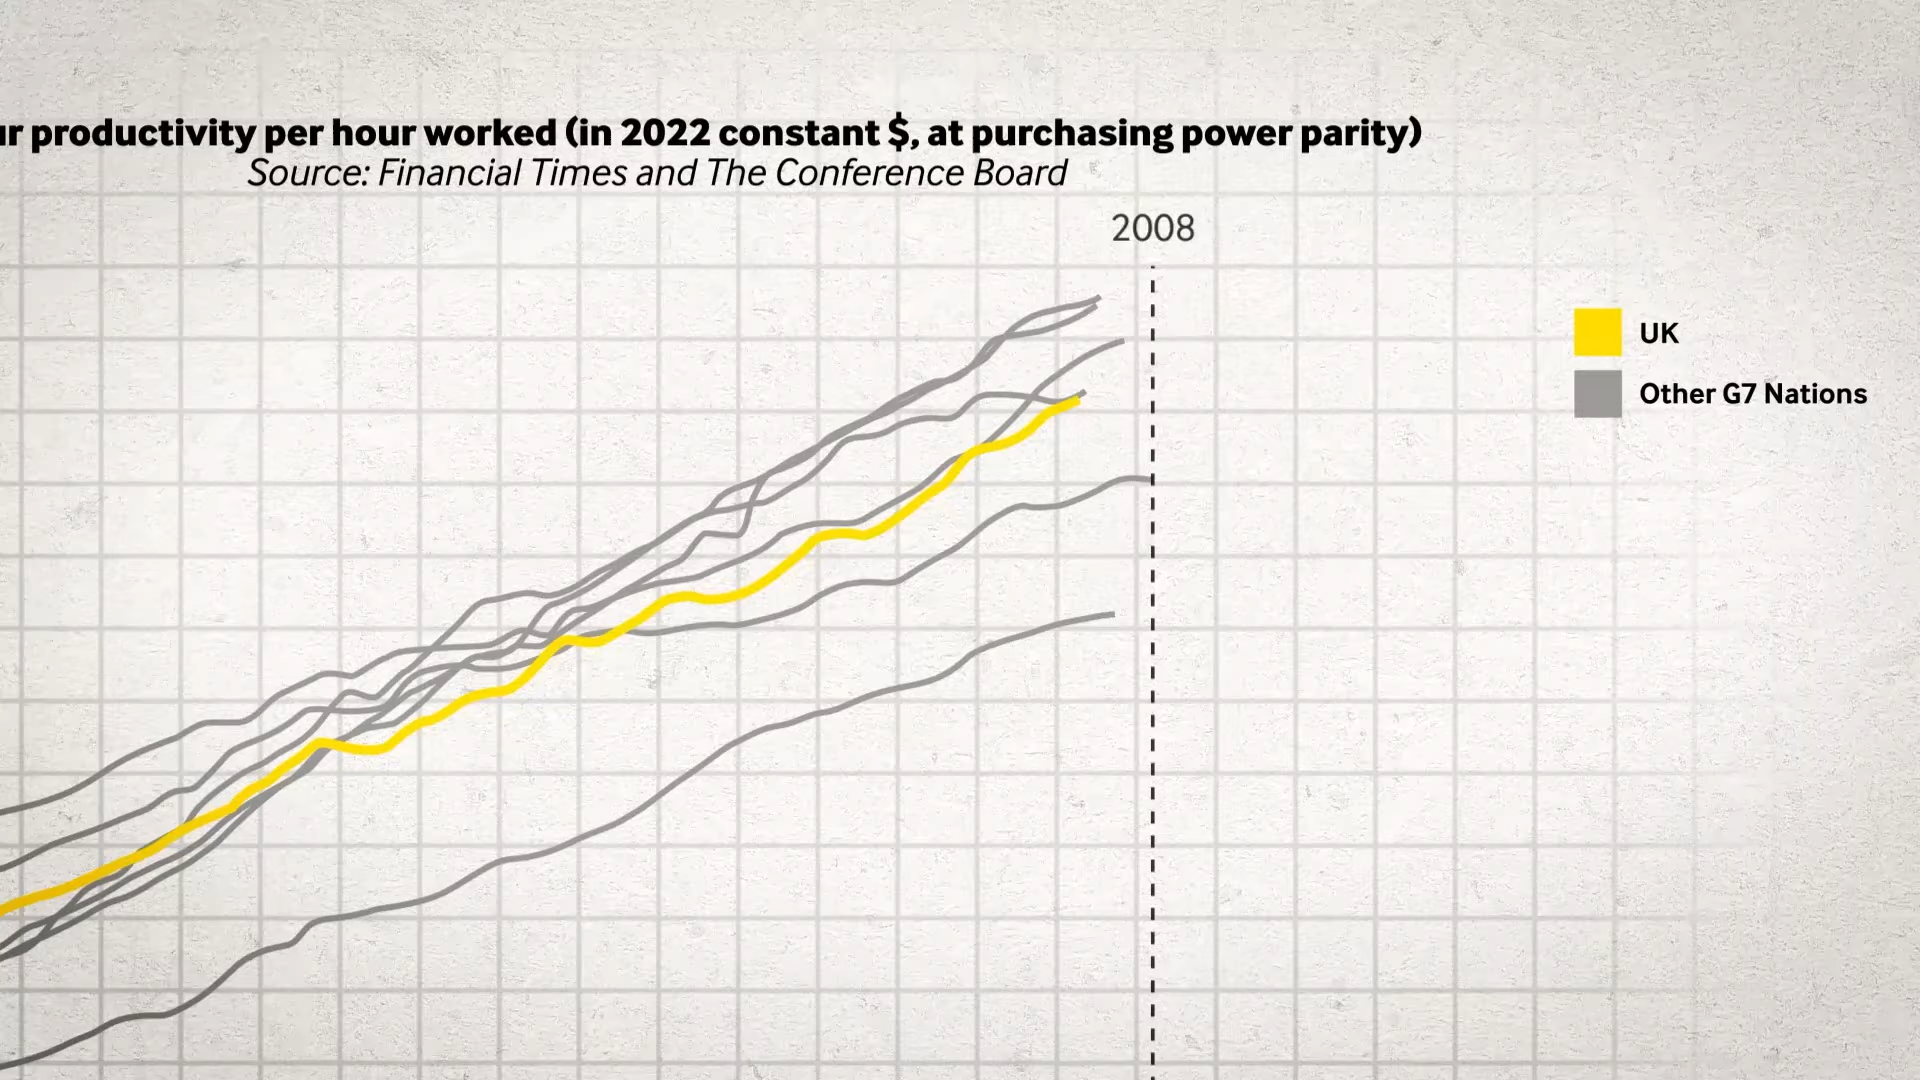 productivity per hour worked (in 2022 constant $, at purchasing power parity)
Source: Financial Times and The Conference Board
2008
UK
Other G7 Nations